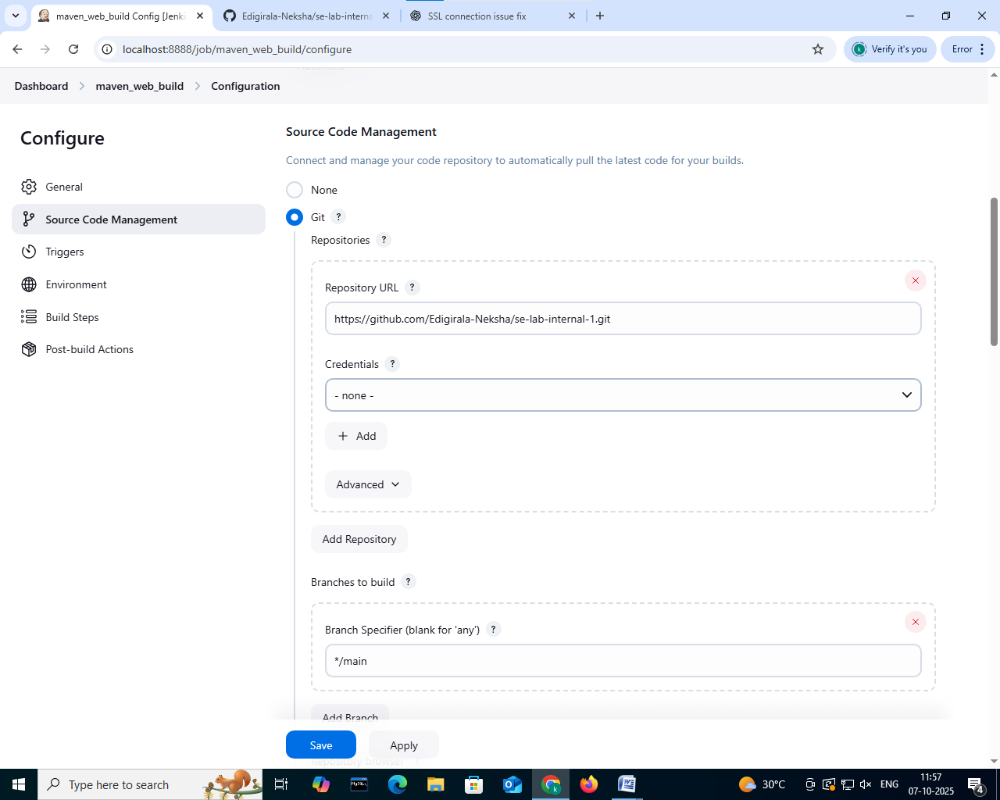 maven_web_build Config [Jenki
Edigirala-Neksha/se-lab-interna
SSL connection issue fix
localhost:8888/job/maven_web_build/configure
Verify it's you
Error
Advanced
Dashboard
maven_web_build
Configuration
Configure
General
Source Code Management
Triggers
Environment
Build Steps
Post-build Actions
Source Code Management
Connect and manage your code repository to automatically pull the latest code for your builds.
None
Git ?
Repositories ?
Repository URL ?
https://github.com/Edigirala-Neksha/se-lab-internal-1.git
Credentials ?
- none -
+ Add
Advanced
Add Repository
Branches to build ?
Branch Specifier (blank for 'any') ?
*/main
Add Branch
Save
Apply
Repository browser ?
Type here to search
MySQL
30°C
ENG
11:57
07-10-2025
4